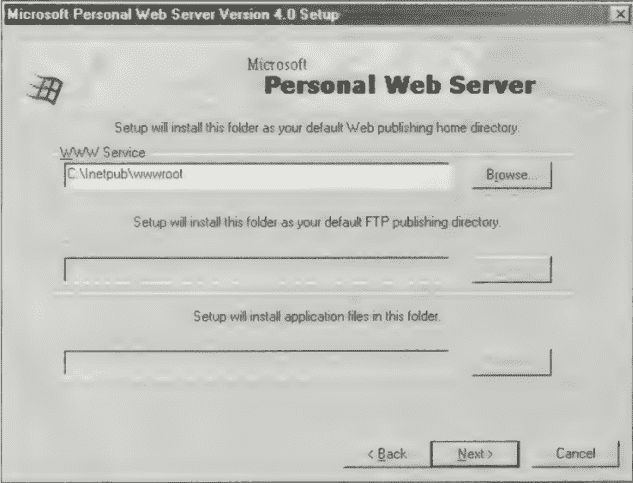 Microsoft Personal Web Server Version 4.0 Setup
Microsoft
Personal Web Server
Setup will install this folder as your default Web publishing home directory.
WWW Service
C:\Inetpub\wwwroot
Browse...
Setup will install this folder as your default FTP publishing directory.
Setup will install application files in this folder.
< Back
Next >
Cancel